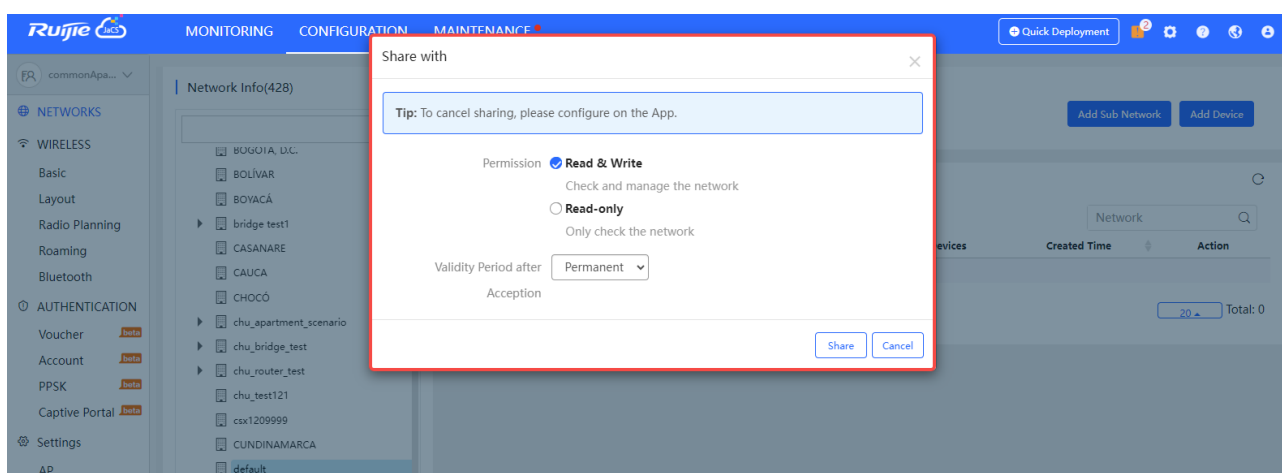 Ruijie JaCS
MONITORING CONFIGURATION MAINTENANCE
Quick Deployment 2
FR commonApa...
NETWORKS
WIRELESS
Basic
Layout
Radio Planning
Roaming
Bluetooth
AUTHENTICATION
Voucher beta
Account beta
PPSK beta
Captive Portal beta
Settings
AP
Network Info(428)
BOGOTÁ, D.C.
BOLÍVAR
BOYACÁ
bridge test1
CASANARE
CAUCA
CHOCÓ
chu_apartment_scenario
chu_bridge_test
chu_router_test
chu_test121
csx1209999
CUNDINAMARCA
default
Share with
Tip: To cancel sharing, please configure on the App.
Permission Read & Write
Check and manage the network
Read-only
Only check the network
Validity Period after Permanent
Acception
Share Cancel
Add Sub Network Add Device
Network
evices Created Time Action
20 Total: 0